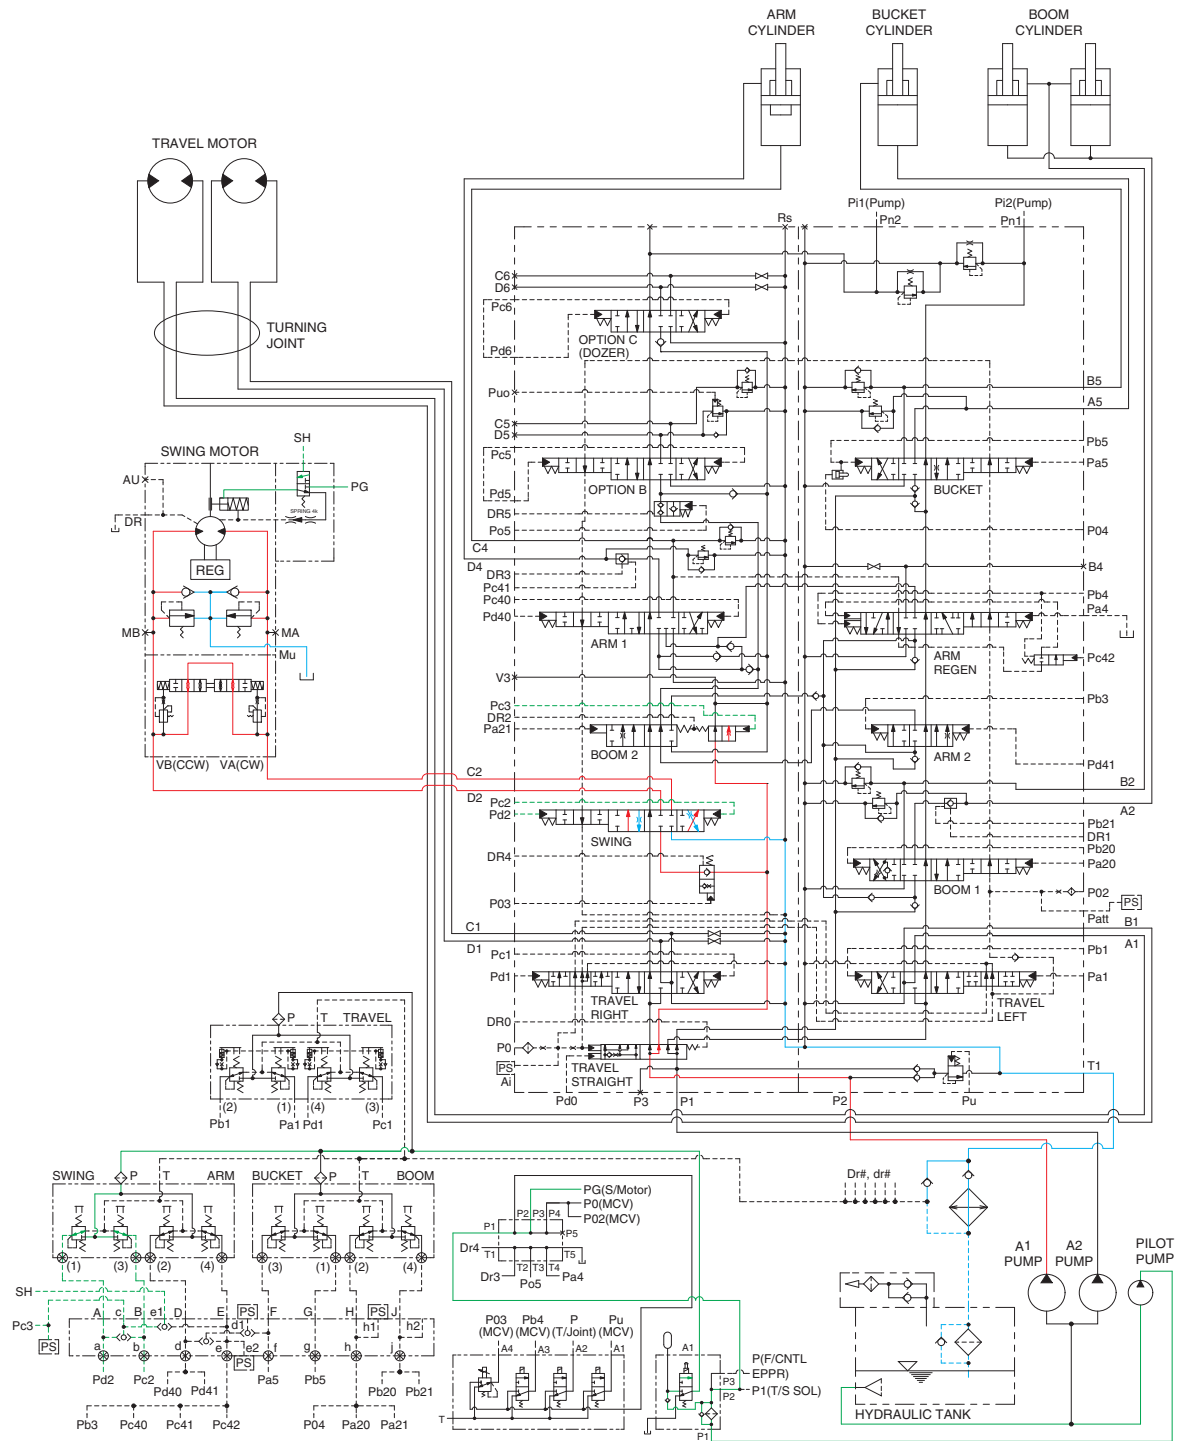 ARM
CYLINDER
BUCKET
CYLINDER
BOOM
CYLINDER
TRAVEL MOTOR
TURNING
JOINT
Pi1(Pump)
Pn2
Pi2(Pump)
Pn1
Rs
C6
D6
Pc6
Pd6
OPTION C
(DOZER)
Puo
C5
D5
Pc5
Pd5
OPTION B
DR5
Po5
C4
D4
DR3
Pc41
Pc40
Pd40
ARM 1
V3
Pc3
DR2
Pa21
BOOM 2
C2
D2
Pc2
Pd2
SWING
DR4
P03
C1
D1
Pc1
Pd1
TRAVEL
RIGHT
DR0
P0
PS
Ai
TRAVEL
STRAIGHT
Pd0
P3
P1
P2
Pu
T1
B5
A5
Pb5
Pa5
BUCKET
P04
B4
Pb4
Pa4
ARM
REGEN
Pc42
Pb3
ARM 2
Pd41
B2
A2
Pb21
DR1
Pb20
Pa20
BOOM 1
P02
PS
Patt
B1
A1
Pb1
Pa1
TRAVEL
LEFT
SWING MOTOR
SH
AU
PG
DR
SPRING 4k
REG
MB
MA
Mu
VB(CCW)
VA(CW)
P
T
TRAVEL
(2)
(1)
(4)
(3)
Pb1
Pa1
Pd1
Pc1
SWING
P
T
ARM
BUCKET
P
T
BOOM
(1)
(3)
(2)
(4)
(3)
(1)
(2)
(4)
SH
Pc3
PS
A
c
B
e1
D
E
d1
PS
F
G
H
PS
h1
J
h2
a
b
d
e
e2
PS
f
g
h
j
Pd2
Pc2
Pd40
Pd41
Pa5
Pb5
Pb20
Pb21
Pb3
Pc40
Pc41
Pc42
P04
Pa20
Pa21
PG(S/Motor)
P0(MCV)
P02(MCV)
P1
P2
P3
P4
P5
Dr4
T1
T2
T3
T4
T5
Dr3
Po5
Pa4
P03
(MCV)
Pb4
(MCV)
P
(T/Joint)
Pu
(MCV)
A4
A3
A2
A1
T
A1
P(F/CNTL
EPPR)
P3
P2
P1(T/S SOL)
P1
Dr#, dr#
A1
PUMP
A2
PUMP
PILOT
PUMP
HYDRAULIC TANK